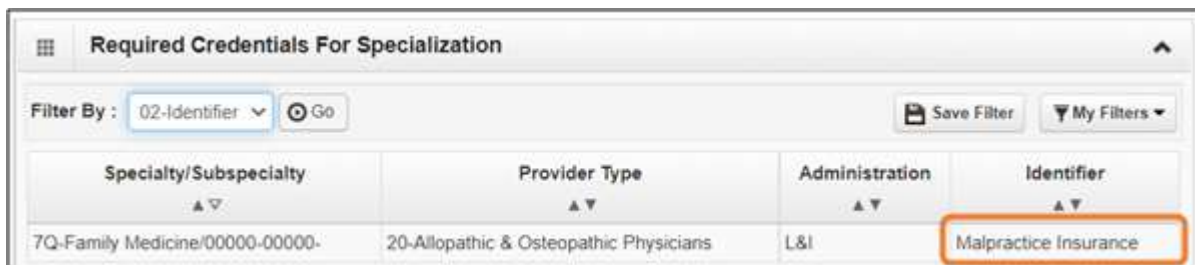 Required Credentials For Specialization
Filter By : 02-Identifier Go Save Filter My Filters
Specialty/Subspecialty Provider Type Administration Identifier
7Q-Family Medicine/00000-00000- 20-Allopathic & Osteopathic Physicians L&I Malpractice Insurance